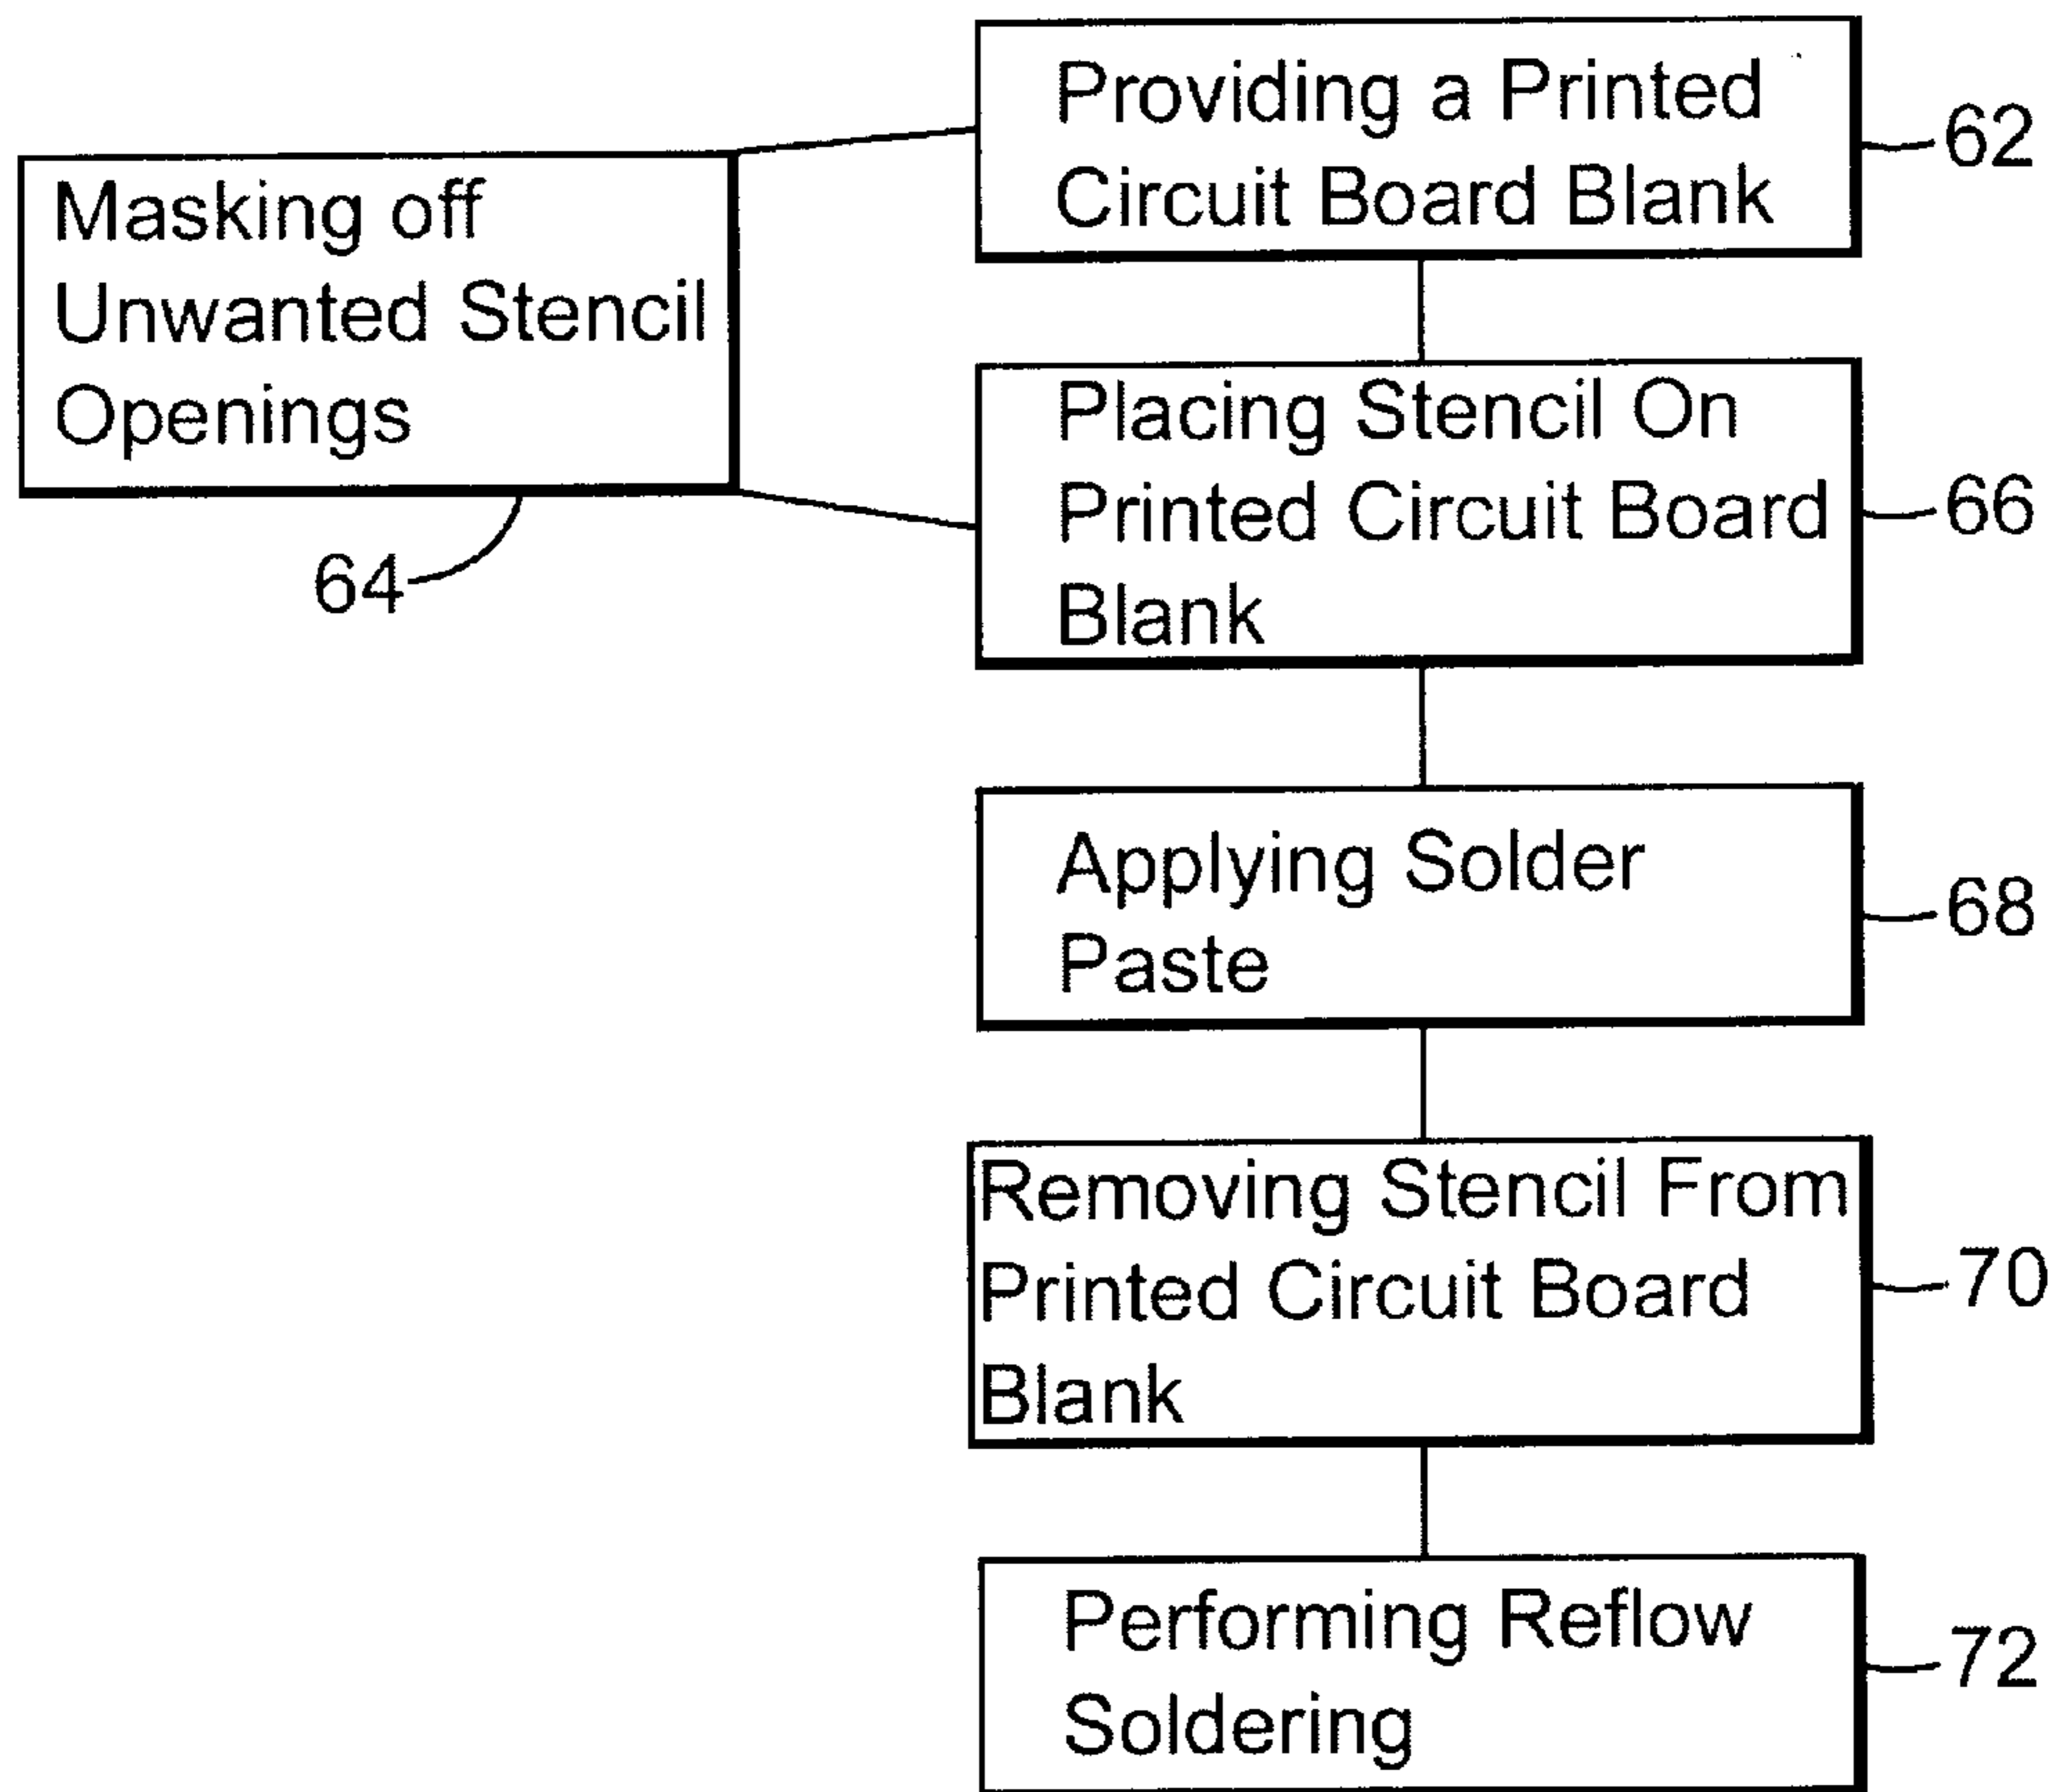 Providing a Printed
Circuit Board Blank
62
Masking off
Unwanted Stencil
Openings
64
Placing Stencil On
Printed Circuit Board
Blank
66
Applying Solder
Paste
68
Removing Stencil From
Printed Circuit Board
Blank
70
Performing Reflow
Soldering
72